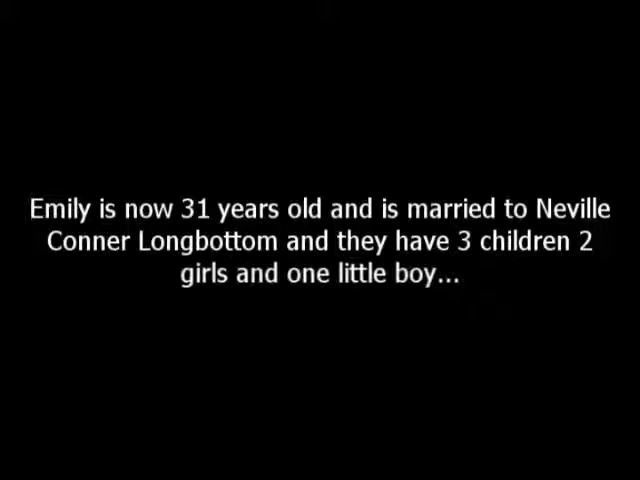 Emily is now 31 years old and is married to Neville
Conner Longbottom and they have 3 children 2
girls and one little boy...